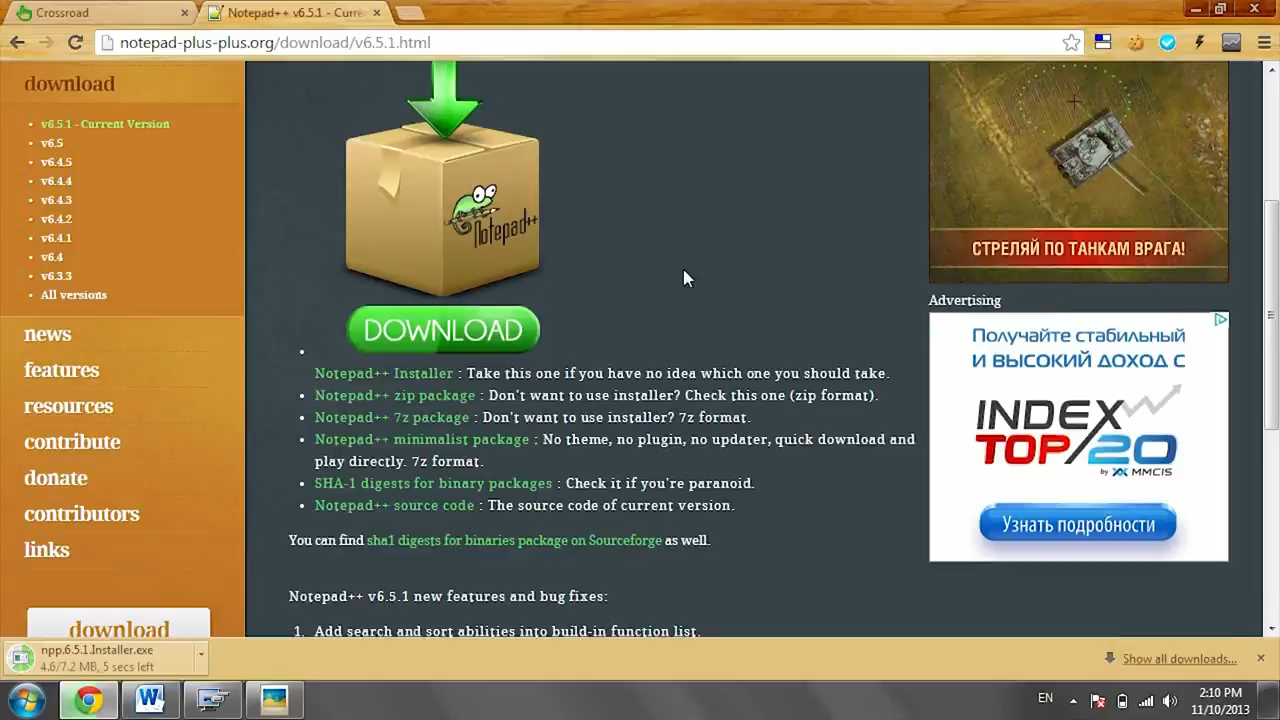 Crossroad
Notepad++ v6.5.1 - Curre
notepad-plus-plus.org/download/v6.5.1.html
download
v6.5.1 - Current Version
v6.5
v6.4.5
v6.4.4
v6.4.3
v6.4.2
v6.4.1
v6.4
v6.3.3
All versions
news
features
resources
contribute
donate
contributors
links
download
Notepad++
DOWNLOAD
Notepad++ Installer : Take this one if you have no idea which one you should take.
Notepad++ zip package : Don't want to use installer? Check this one (zip format).
Notepad++ 7z package : Don't want to use installer? 7z format.
Notepad++ minimalist package : No theme, no plugin, no updater, quick download and
play directly. 7z format.
SHA-1 digests for binary packages : Check it if you're paranoid.
Notepad++ source code : The source code of current version.
You can find sha1 digests for binaries package on Sourceforge as well.
Notepad++ v6.5.1 new features and bug fixes:
1. Add search and sort abilities into build-in function list.
СТРЕЛЯЙ ПО ТАНКАМ ВРАГА!
Advertising
Получайте стабильный
и высокий доход с
INDEX
TOP/20
by MMCIS
Узнать подробности
npp.6.5.1.Installer.exe
4.6/7.2 MB, 5 secs left
Show all downloads...
EN
2:10 PM
11/10/2013